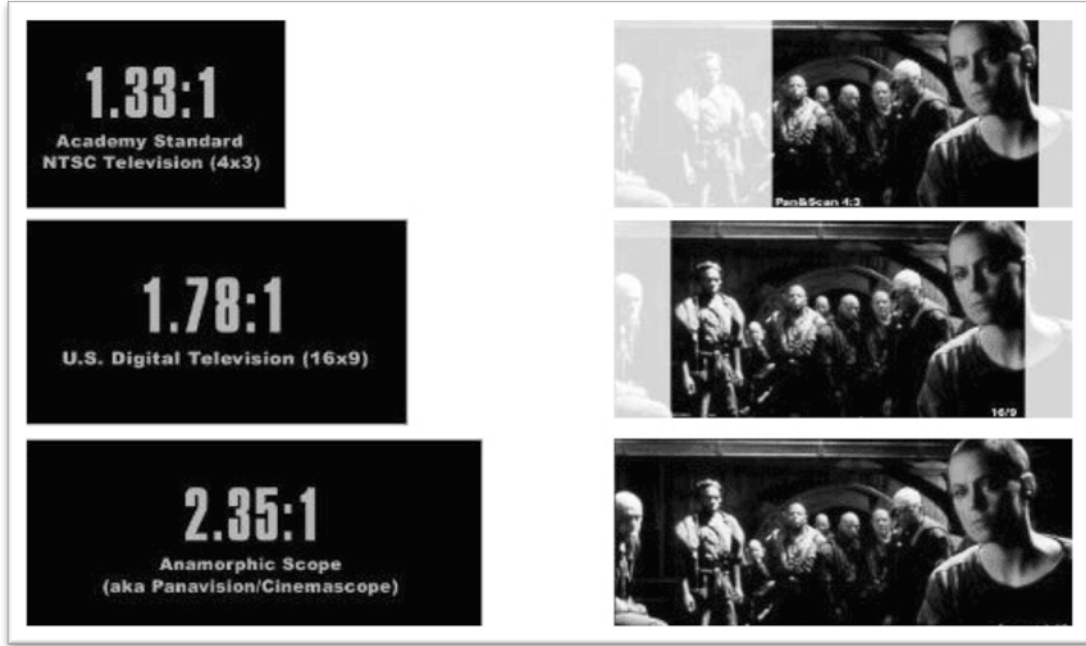 1.33:1
Academy Standard
NTSC Television (4x3)
Pan&Scan 4:3
1.78:1
U.S. Digital Television (16x9)
16/9
2.35:1
Anamorphic Scope
(aka Panavision/Cinemascope)